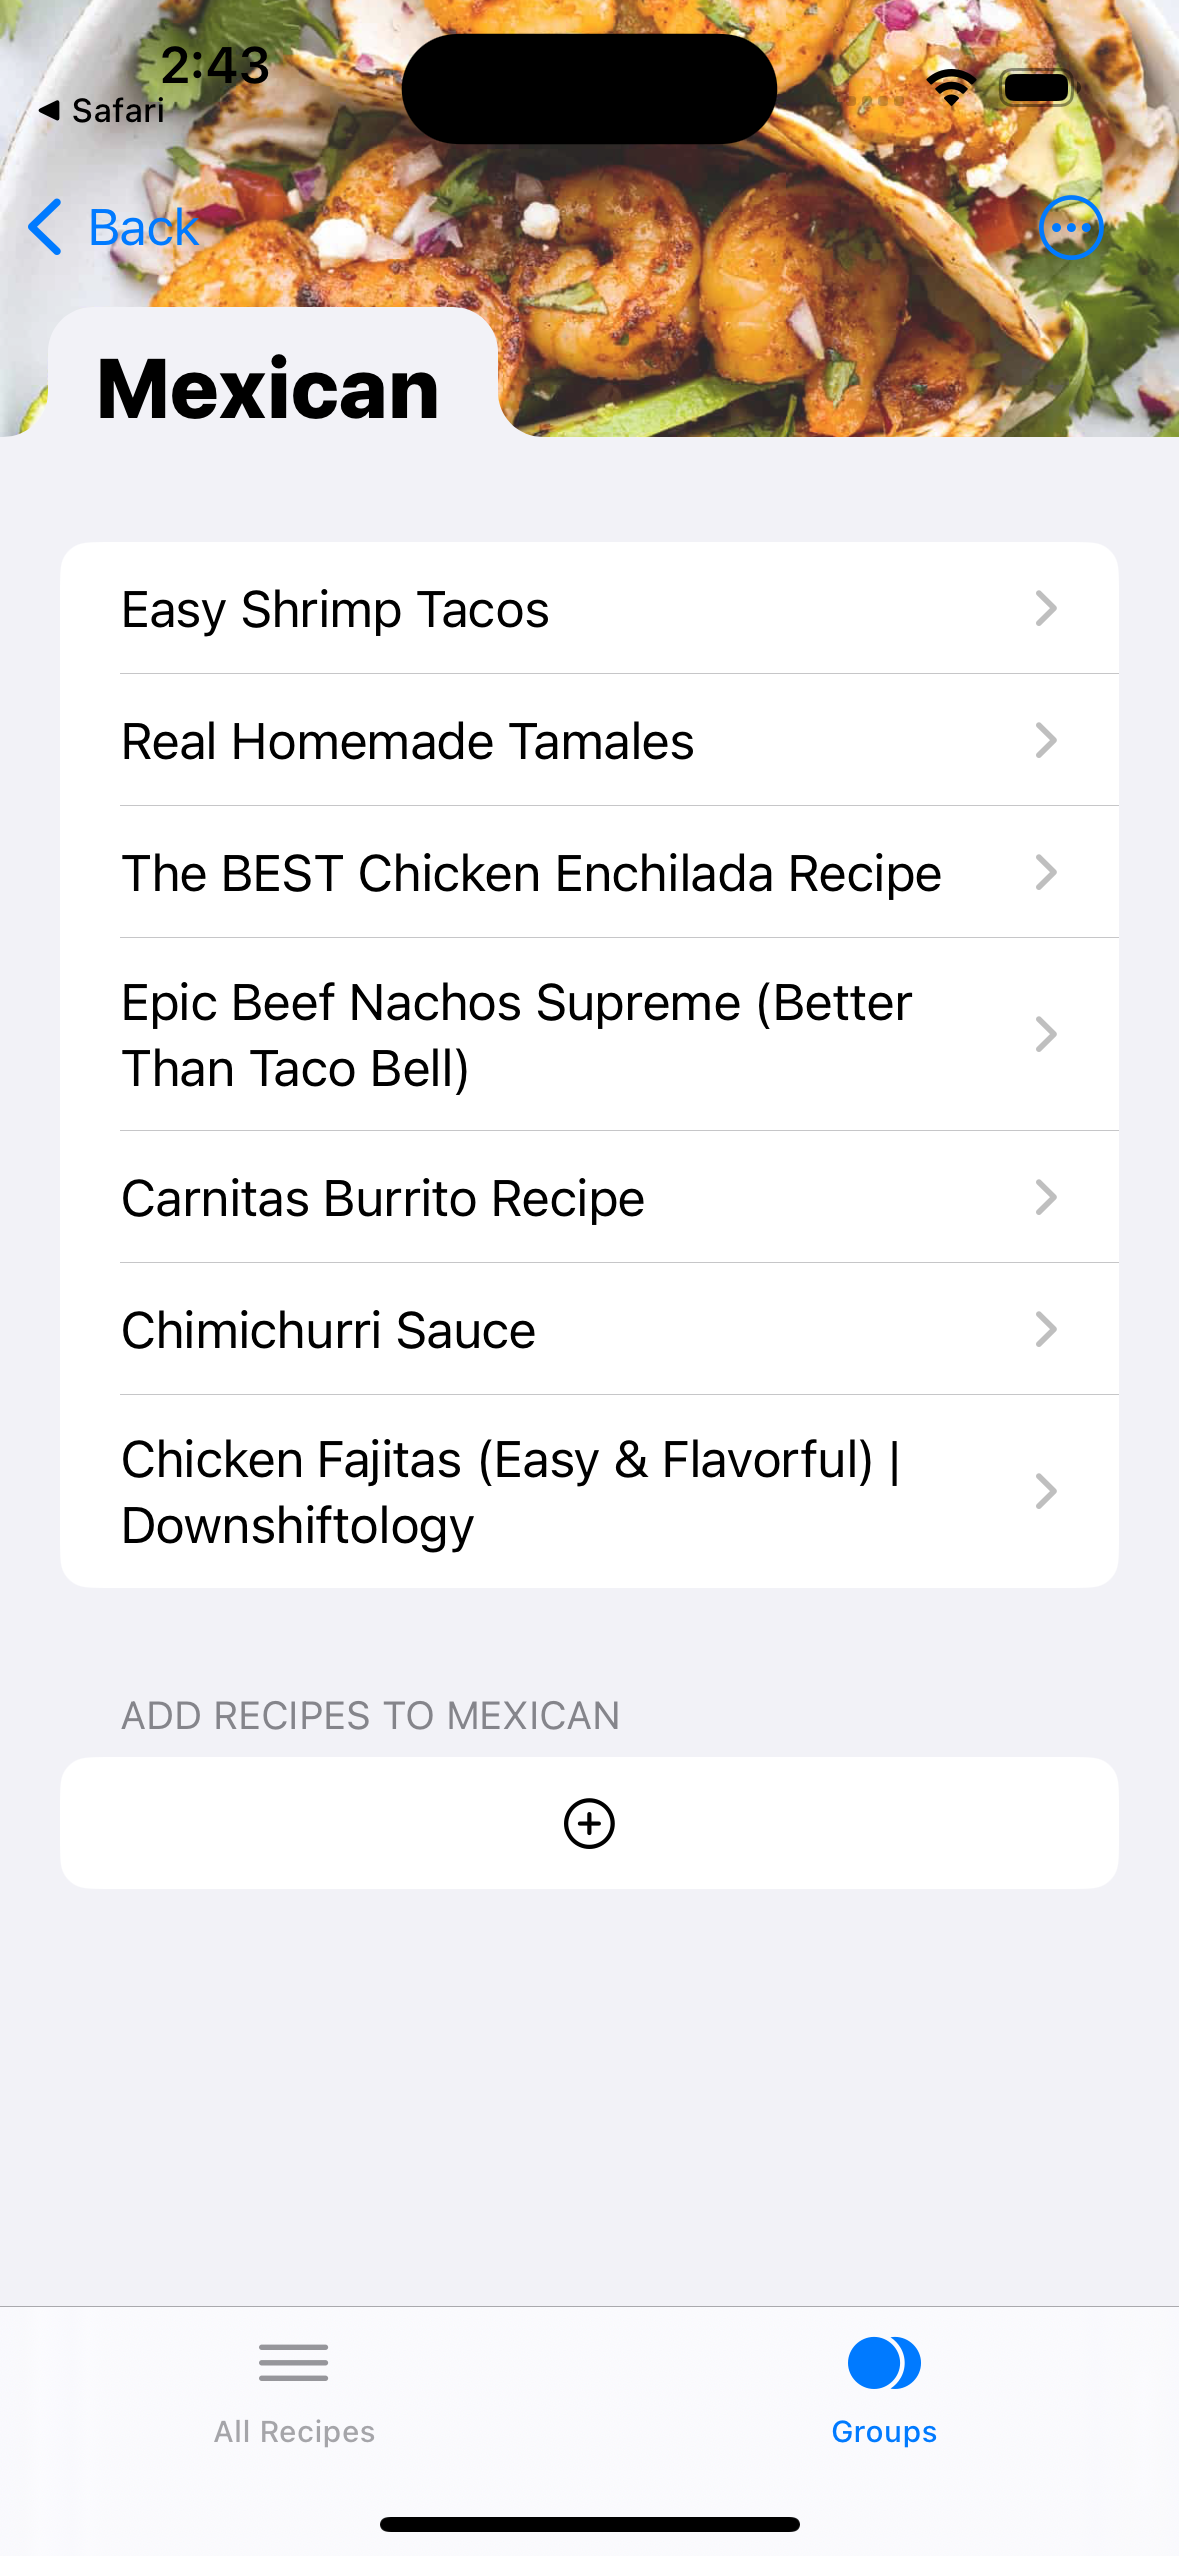 2:43
Safari
Back
Mexican
Easy Shrimp Tacos
Real Homemade Tamales
The BEST Chicken Enchilada Recipe
Epic Beef Nachos Supreme (Better
Than Taco Bell)
Carnitas Burrito Recipe
Chimichurri Sauce
Chicken Fajitas (Easy & Flavorful) |
Downshiftology
ADD RECIPES TO MEXICAN
All Recipes
Groups